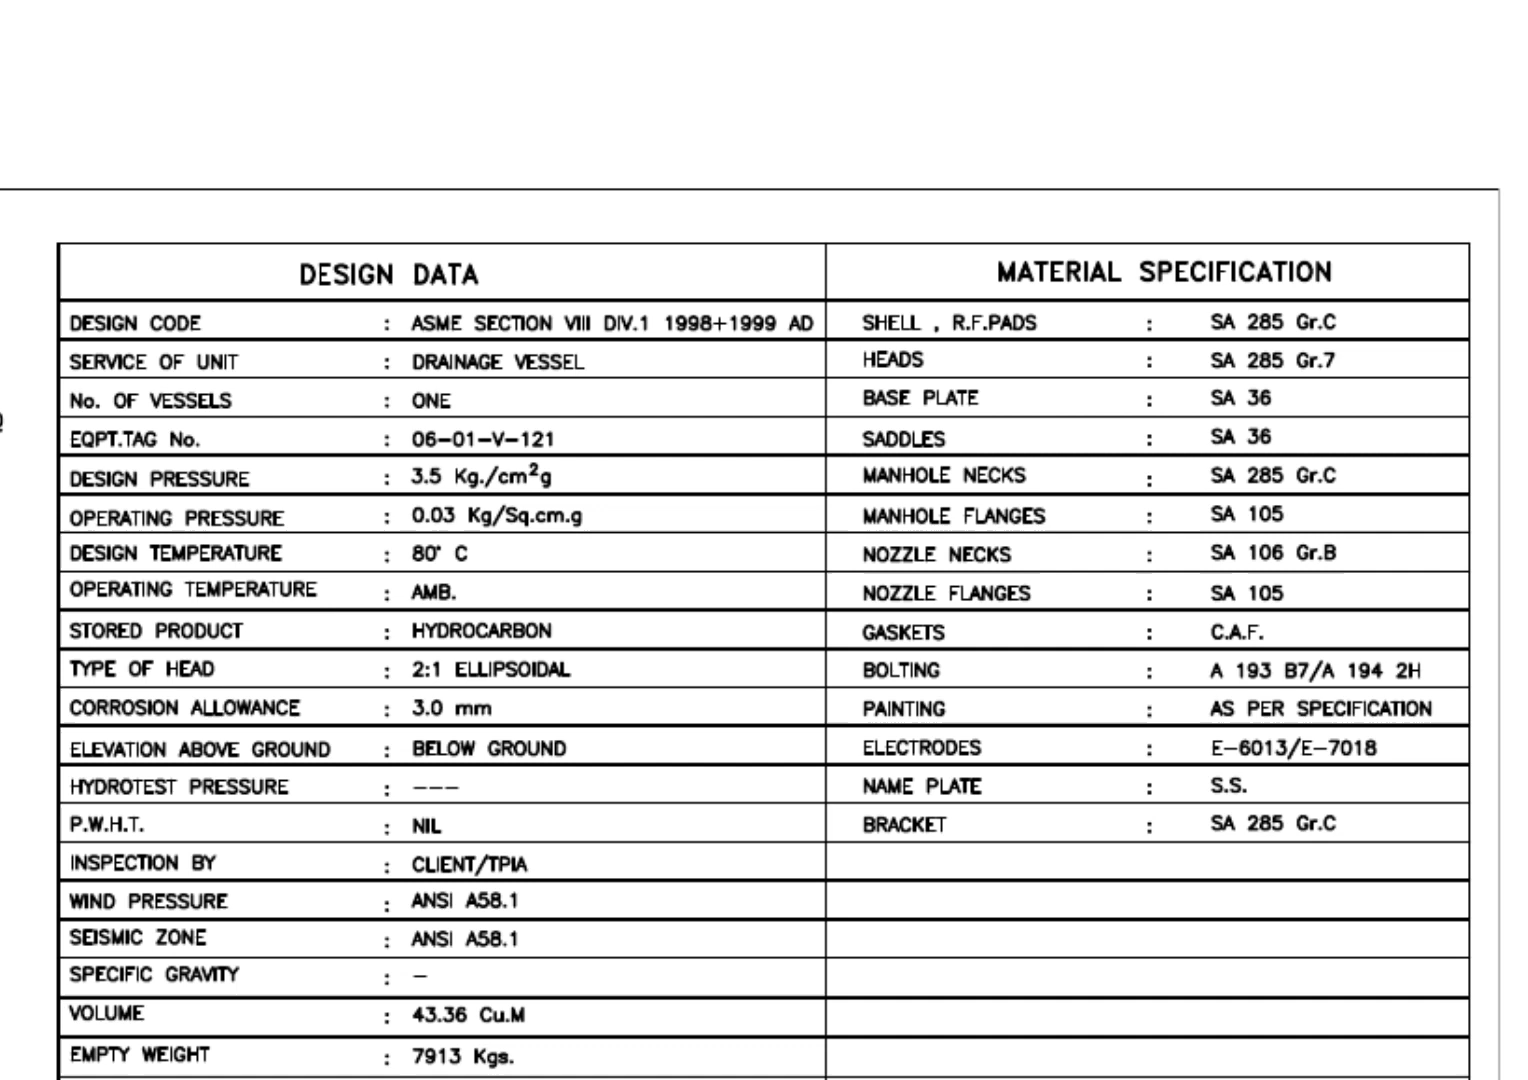 DESIGN DATA
MATERIAL SPECIFICATION
DESIGN CODE : ASME SECTION VIII DIV.1 1998+1999 AD SHELL , R.F.PADS : SA 285 Gr.C
SERVICE OF UNIT : DRAINAGE VESSEL HEADS : SA 285 Gr.7
No. OF VESSELS : ONE BASE PLATE : SA 36
EQPT.TAG No. : 06-01-V-121 SADDLES : SA 36
DESIGN PRESSURE : 3.5 Kg./cm²g MANHOLE NECKS : SA 285 Gr.C
OPERATING PRESSURE : 0.03 Kg/Sq.cm.g MANHOLE FLANGES : SA 105
DESIGN TEMPERATURE : 80° C NOZZLE NECKS : SA 106 Gr.B
OPERATING TEMPERATURE : AMB. NOZZLE FLANGES : SA 105
STORED PRODUCT : HYDROCARBON GASKETS : C.A.F.
TYPE OF HEAD : 2:1 ELLIPSOIDAL BOLTING : A 193 B7/A 194 2H
CORROSION ALLOWANCE : 3.0 mm PAINTING : AS PER SPECIFICATION
ELEVATION ABOVE GROUND : BELOW GROUND ELECTRODES : E-6013/E-7018
HYDROTEST PRESSURE : --- NAME PLATE : S.S.
P.W.H.T. : NIL BRACKET : SA 285 Gr.C
INSPECTION BY : CLIENT/TPIA
WIND PRESSURE : ANSI A58.1
SEISMIC ZONE : ANSI A58.1
SPECIFIC GRAVITY : -
VOLUME : 43.36 Cu.M
EMPTY WEIGHT : 7913 Kgs.